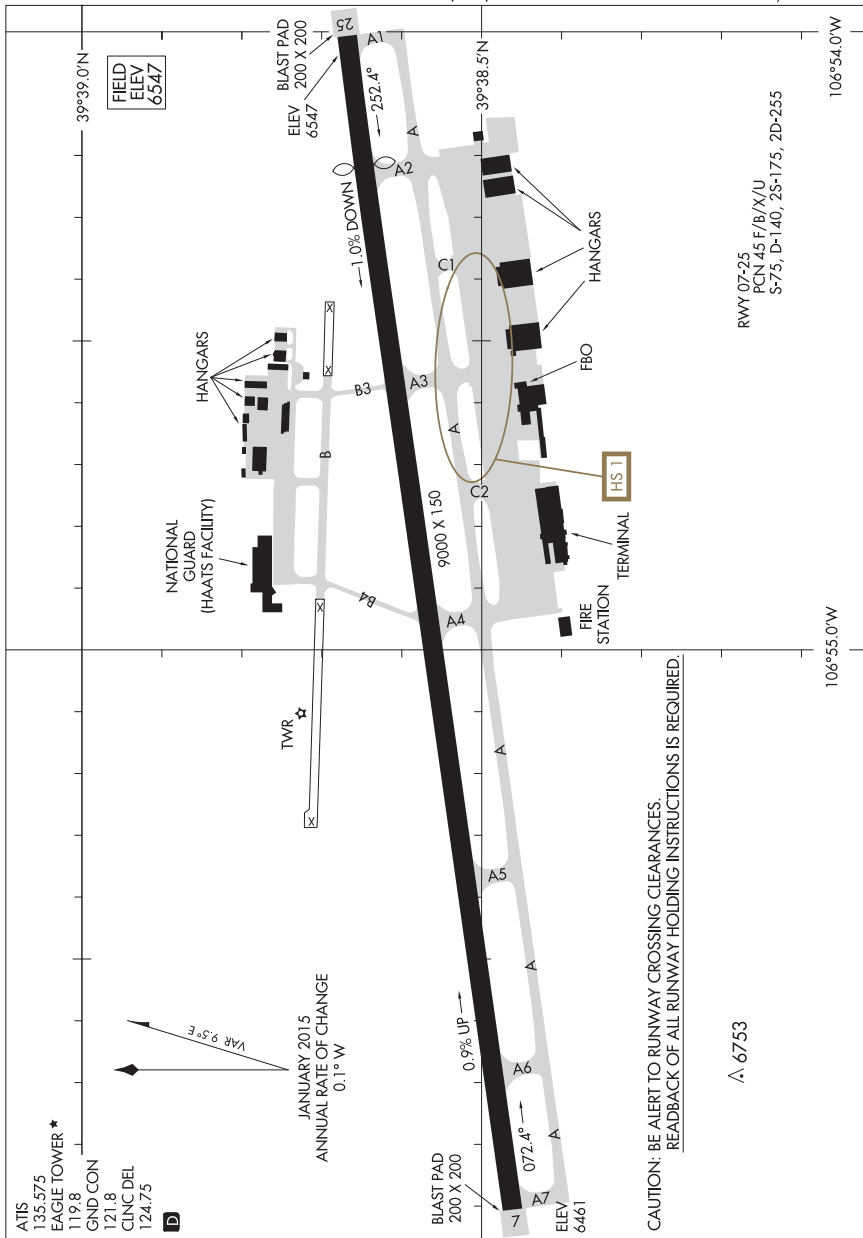 ATIS
135.575
EAGLE TOWER ★
119.8
GND CON
121.8
CLNC DEL
124.75
D
VAR 9.5° E
JANUARY 2015
ANNUAL RATE OF CHANGE
0.1° W
FIELD
ELEV
6547
39°39.0'N
39°38.5'N
106°54.0'W
106°55.0'W
NATIONAL
GUARD
(HAATS FACILITY)
HANGARS
TWR
X
X
X
X
B
B3
B4
BLAST PAD
200 X 200
25
ELEV
6547
252.4°
1.0% DOWN
9000 X 150
0.9% UP
072.4°
BLAST PAD
200 X 200
7
ELEV
6461
A1
A
A2
C1
A3
A
C2
A4
A
A5
A
A6
A
A7
HANGARS
FBO
HS 1
TERMINAL
FIRE
STATION
RWY 07-25
PCN 45 F/B/X/U
S-75, D-140, 2S-175, 2D-255
CAUTION: BE ALERT TO RUNWAY CROSSING CLEARANCES.
READBACK OF ALL RUNWAY HOLDING INSTRUCTIONS IS REQUIRED.
6753